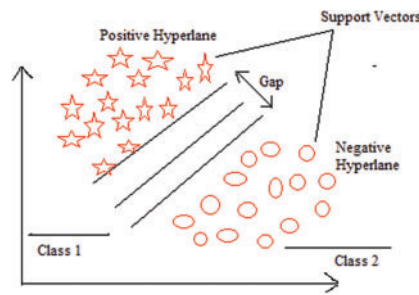 Support Vectors
Positive Hyperlane
Gap
Negative
Hyperlane
Class 1
Class 2